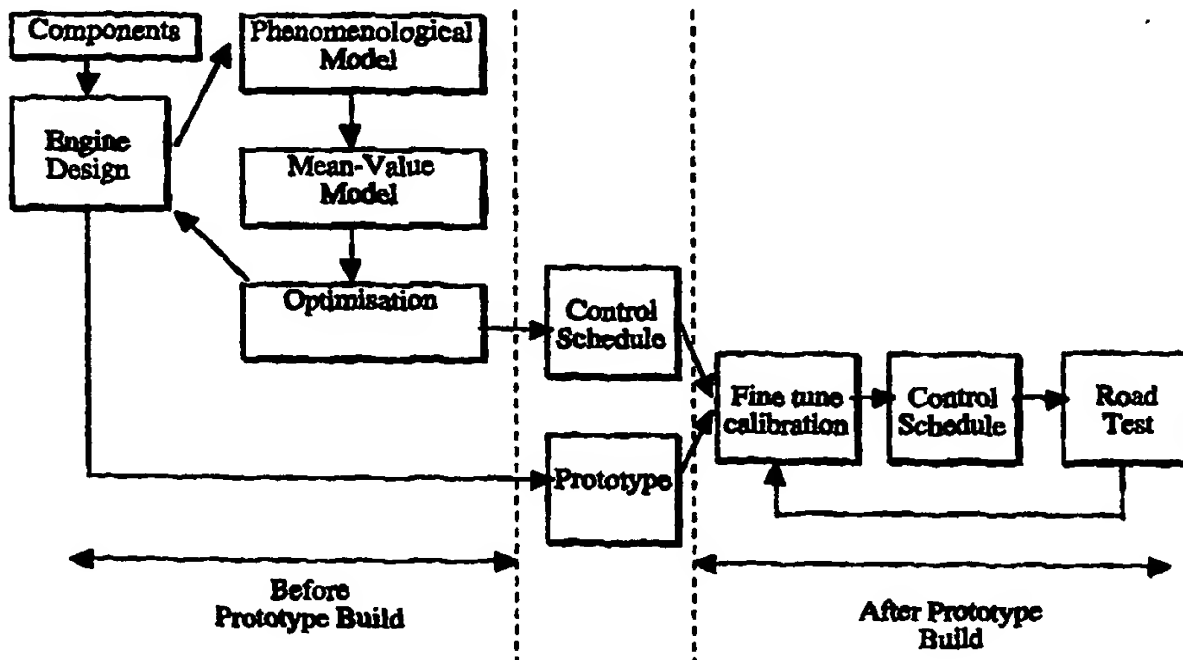 Components
Engine
Design
Phenomenological
Model
Mean-Value
Model
Optimisation
Control
Schedule
Prototype
Fine tune
calibration
Control
Schedule
Road
Test
Before
Prototype Build
After Prototype
Build